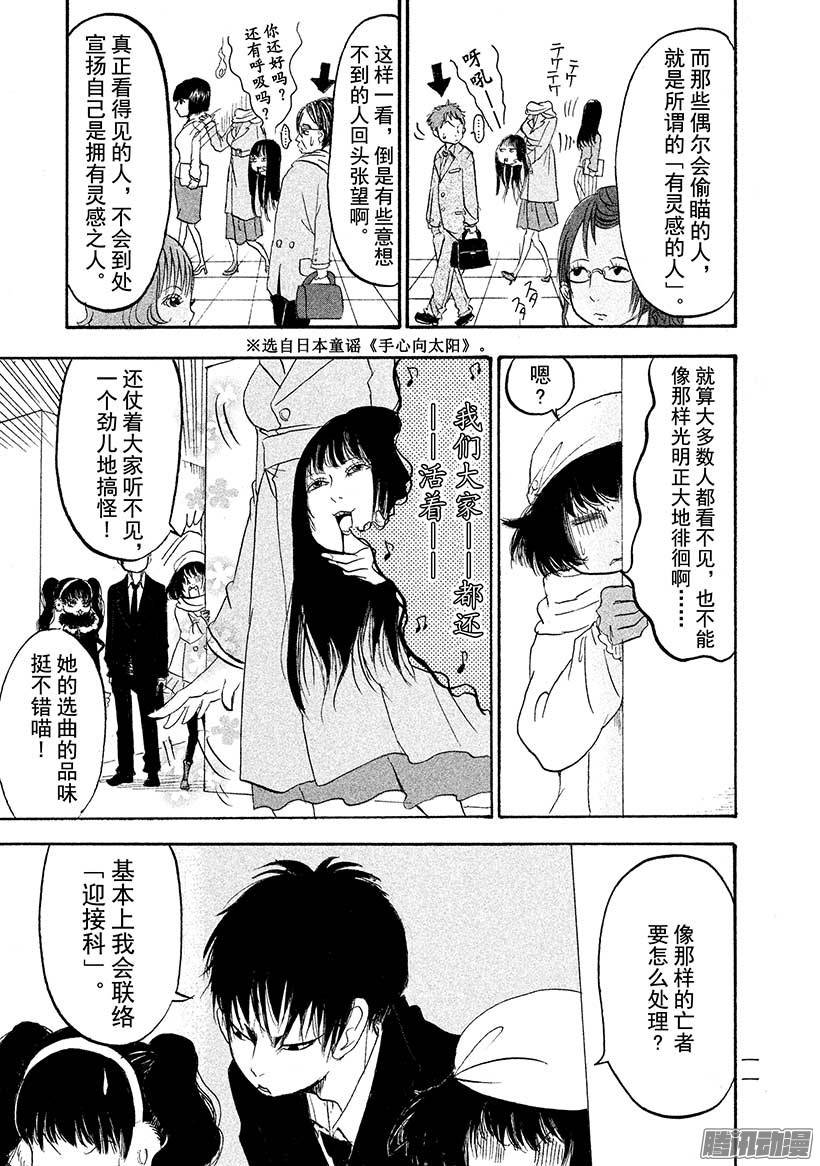 而那些偶尔会偷瞄的人，
就是所谓的「有灵感的人」。
テケテケ
テケ
呀吼——
这样一看，倒是有些意想
不到的人回头张望啊。
你还好吗？
还有呼吸吗？
真正看得见的人，不会到处
宣扬自己是拥有灵感之人。
※选自日本童谣《手心向太阳》。
就算大多数人都看不见，也不能
像那样光明正大地徘徊啊……
嗯？
我们大家——都还
——活着——
还仗着大家听不见，
一个劲儿地搞怪！
她的选曲的品味
挺不错喵！
像那样的亡者
要怎么处理？
基本上我会联络
「迎接科」。
一一
腾讯动漫